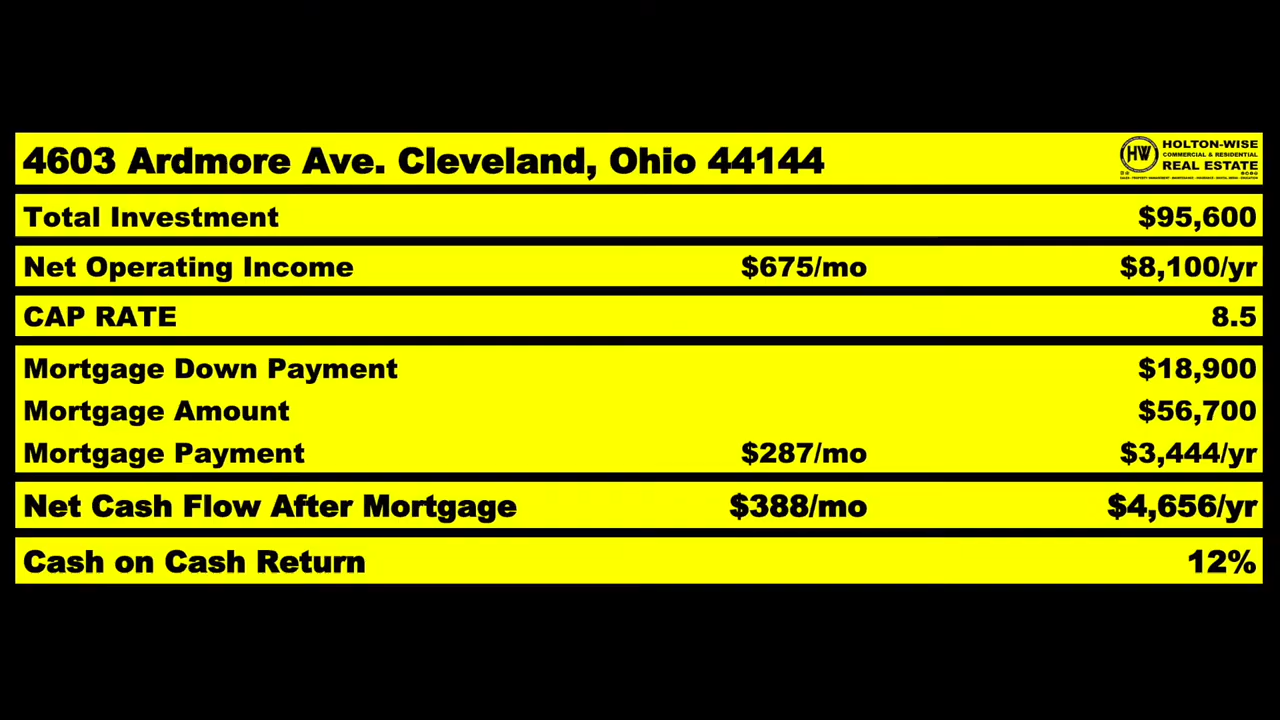 4603 Ardmore Ave. Cleveland, Ohio 44144
HW
HOLTON-WISE
COMMERCIAL & RESIDENTIAL
REAL ESTATE
Total Investment $95,600
Net Operating Income $675/mo $8,100/yr
CAP RATE 8.5
Mortgage Down Payment $18,900
Mortgage Amount $56,700
Mortgage Payment $287/mo $3,444/yr
Net Cash Flow After Mortgage $388/mo $4,656/yr
Cash on Cash Return 12%